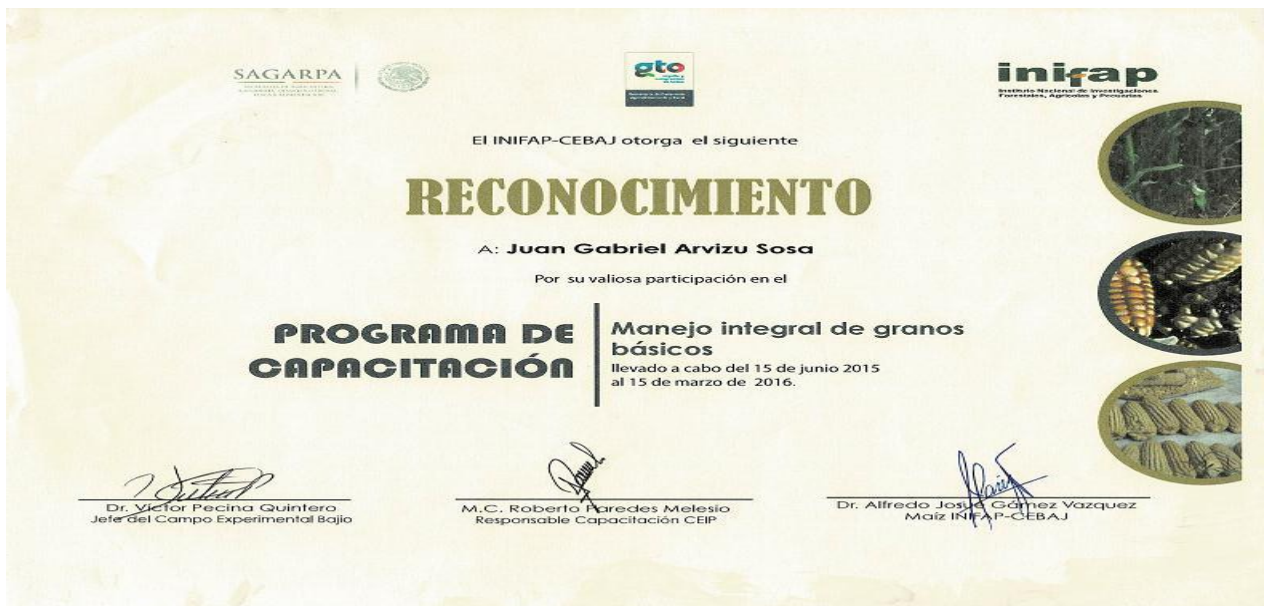 SAGARPA
gto
inifap
Instituto Nacional de Investigaciones
Forestales, Agrícolas y Pecuarias
El INIFAP-CEBAJ otorga el siguiente
RECONOCIMIENTO
A: Juan Gabriel Arvizu Sosa
Por su valiosa participación en el
PROGRAMA DE
CAPACITACIÓN
Manejo integral de granos
básicos
llevado a cabo del 15 de junio 2015
al 15 de marzo de 2016.
Dr. Víctor Pecina Quintero
Jefe del Campo Experimental Bajio
M.C. Roberto Paredes Melesio
Responsable Capacitación CEIP
Dr. Alfredo Josué Gámez Vazquez
Maíz INIFAP-CEBAJ